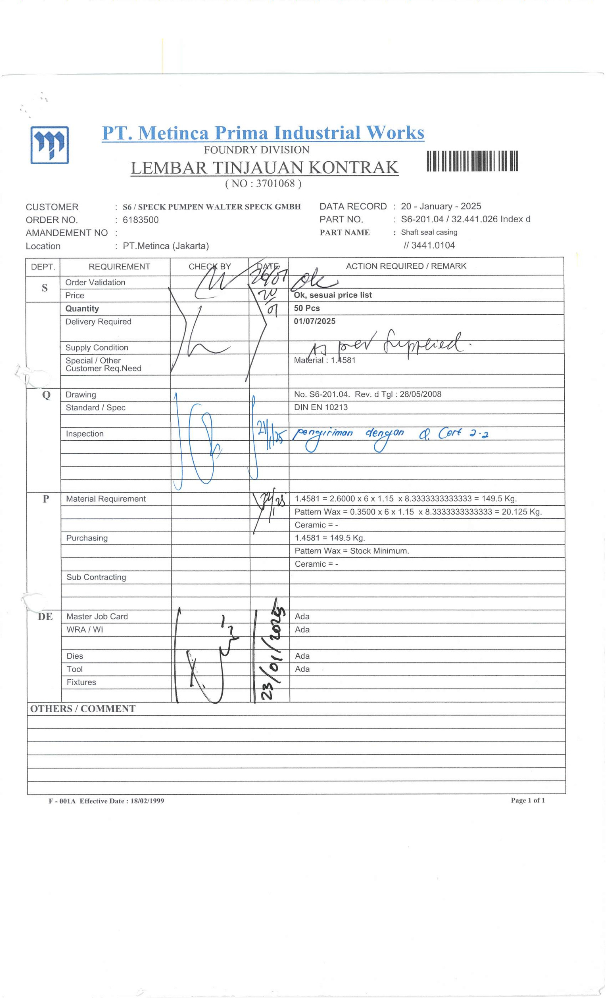 PT. Metinca Prima Industrial Works
FOUNDRY DIVISION
LEMBAR TINJAUAN KONTRAK
( NO : 3701068 )
CUSTOMER : S6 / SPECK PUMPEN WALTER SPECK GMBH DATA RECORD : 20 - January - 2025
ORDER NO. : 6183500 PART NO. : S6-201.04 / 32.441.026 Index d
AMANDEMENT NO : PART NAME : Shaft seal casing
Location : PT.Metinca (Jakarta) // 3441.0104
DEPT. REQUIREMENT CHECK BY DATE ACTION REQUIRED / REMARK
S Order Validation Ok
Price 20/01 Ok, sesuai price list
Quantity 50 Pcs
Delivery Required 01/07/2025
Supply Condition As per Supplied.
Special / Other Material : 1.4581
Customer Req.Need
Q Drawing No. S6-201.04. Rev. d Tgl : 28/05/2008
Standard / Spec DIN EN 10213
Inspection 21/1/25 pengiriman dengan Q Cert 2.2
P Material Requirement 22/1/25 1.4581 = 2.6000 x 6 x 1.15 x 8.3333333333333 = 149.5 Kg.
Pattern Wax = 0.3500 x 6 x 1.15 x 8.3333333333333 = 20.125 Kg.
Ceramic = -
Purchasing 1.4581 = 149.5 Kg.
Pattern Wax = Stock Minimum.
Ceramic = -
Sub Contracting
DE Master Job Card 23/01/2025 Ada
WRA / WI Ada
Dies Ada
Tool Ada
Fixtures
OTHERS / COMMENT
F - 001A Effective Date : 18/02/1999 Page 1 of 1